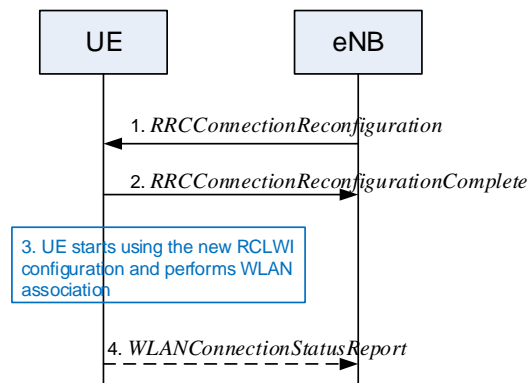 UE
eNB
1. RRCConnectionReconfiguration
2. RRCConnectionReconfigurationComplete
3. UE starts using the new RCLWI
configuration and performs WLAN
association
4. WLANConnectionStatusReport